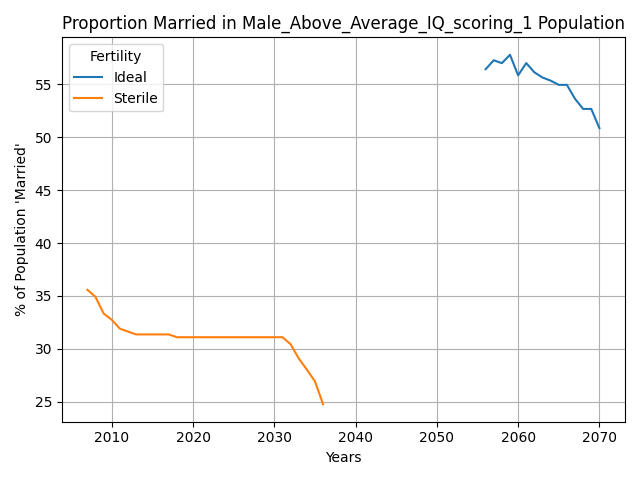 Proportion Married in Male_Above_Average_IQ_scoring_1 Population
Fertility
Ideal
Sterile
% of Population 'Married'
55
50
45
40
35
30
25
2010 2020 2030 2040 2050 2060 2070
Years